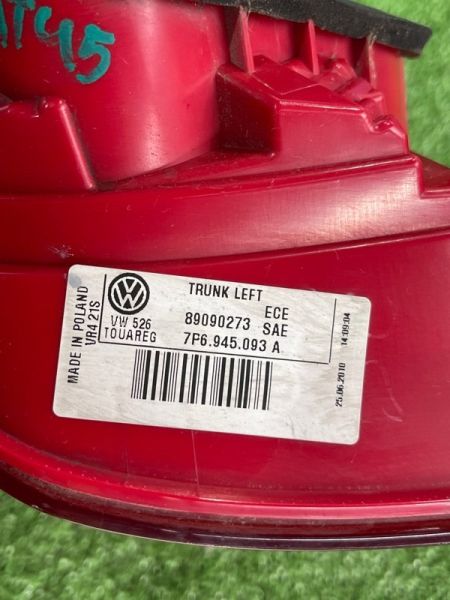 MADE IN POLAND
VR4 21S
VW 526
TOUAREG
TRUNK LEFT
ECE
89090273 SAE
7P6.945.093 A
25.06.2010 14:09:04